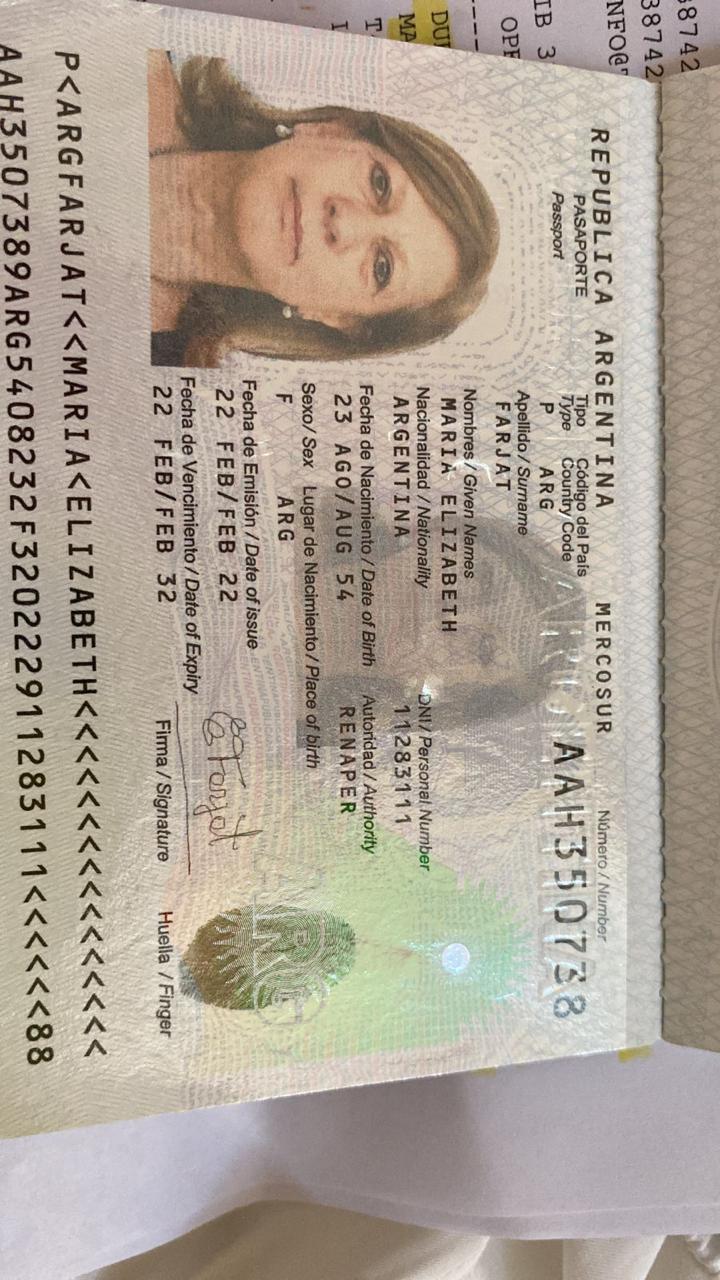 REPUBLICA ARGENTINA MERCOSUR
PASAPORTE Tipo Código del País Número / Number
Passport Type Country Code
P ARG AAH350738
Apellido / Surname
FARJAT
Nombres / Given Names
MARIA ELIZABETH
Nacionalidad / Nationality DNI / Personal Number
ARGENTINA 11283111
Fecha de Nacimiento / Date of Birth Autoridad / Authority
23 AGO/AUG 54 RENAPER
Sexo / Sex Lugar de Nacimiento / Place of birth
F ARG
Fecha de Emisión / Date of issue
22 FEB/FEB 22
Fecha de Vencimiento / Date of Expiry
22 FEB/FEB 32
Firma / Signature Huella / Finger
P<ARGFARJAT<<MARIA<ELIZABETH<<<<<<<<<<<<<<<<
AAH3507389ARG5408232F320222911283111<<<<<<88